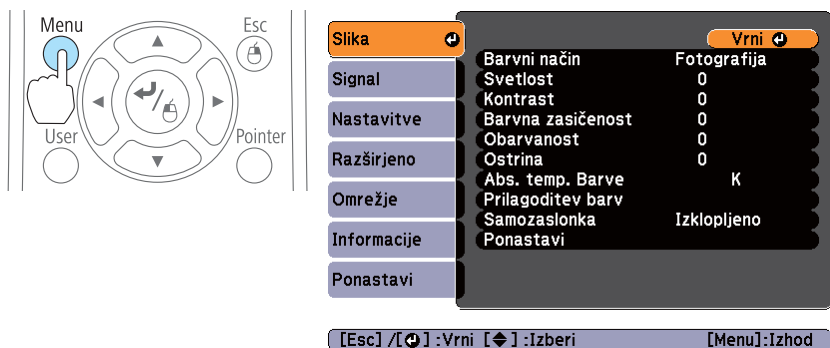 Menu
Esc
User
Pointer
Slika
Signal
Nastavitve
Razširjeno
Omrežje
Informacije
Ponastavi
Vrni
Barvni način Fotografija
Svetlost 0
Kontrast 0
Barvna zasičenost 0
Obarvanost 0
Ostrina 0
Abs. temp. Barve K
Prilagoditev barv
Samozaslonka Izklopljeno
Ponastavi
[Esc] /[ ] :Vrni [ ] :Izberi [Menu]:Izhod